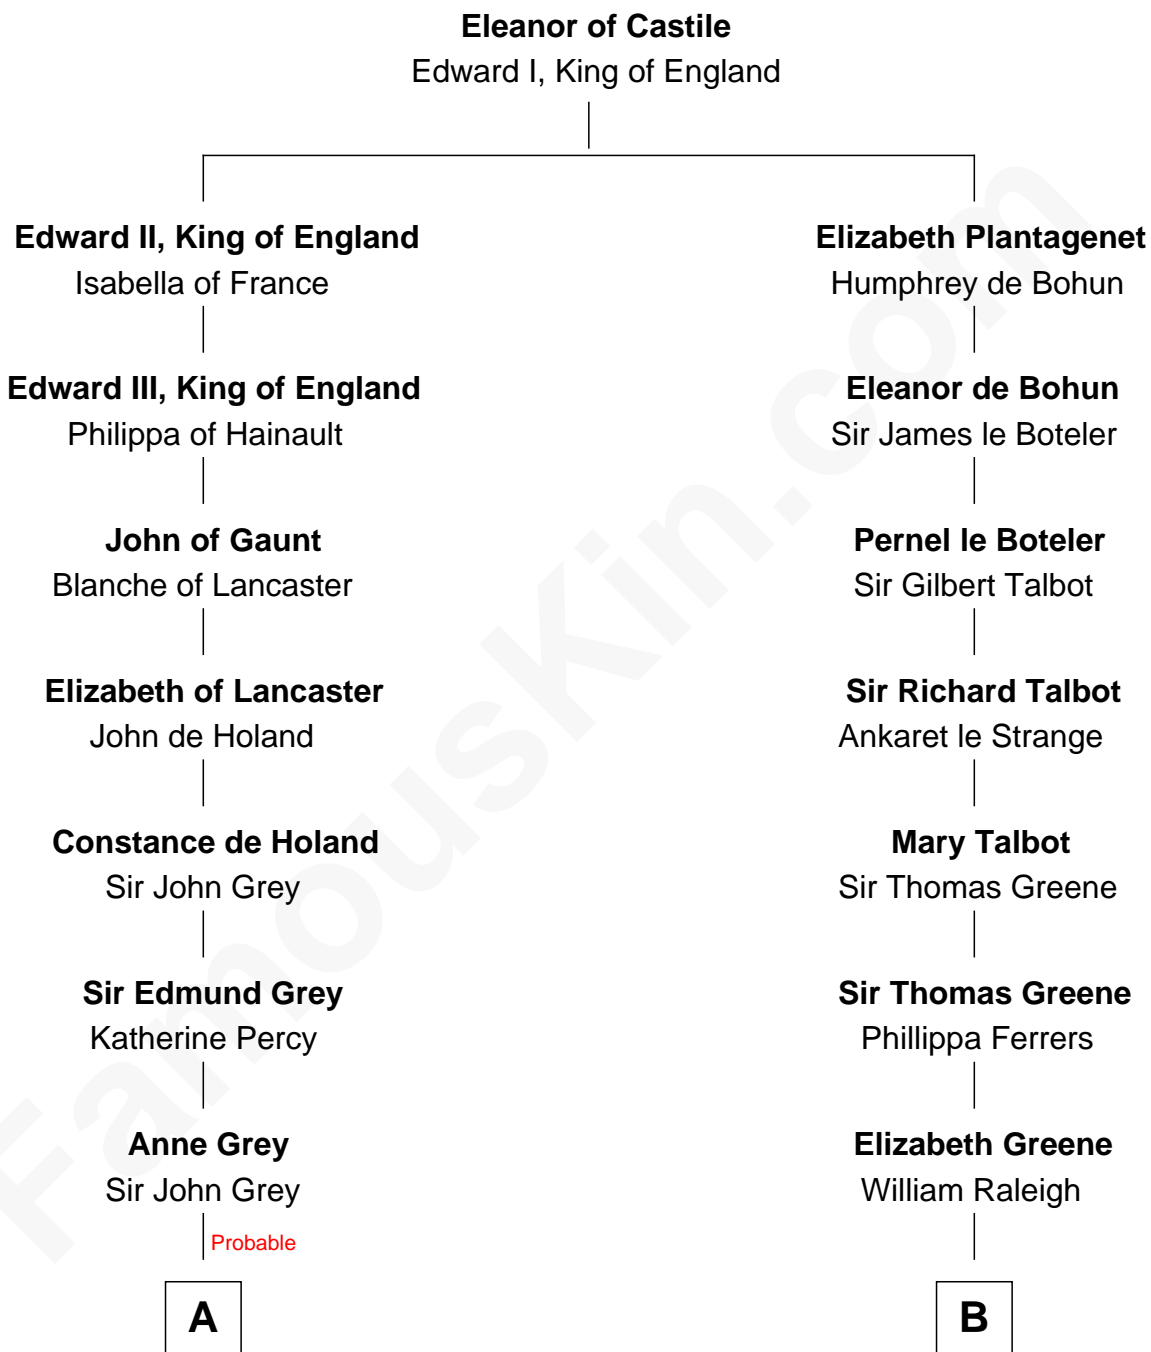 Eleanor of Castile
Edward I, King of England
Edward II, King of England
Isabella of France
Edward III, King of England
Philippa of Hainault
John of Gaunt
Blanche of Lancaster
Elizabeth of Lancaster
John de Holand
Constance de Holand
Sir John Grey
Sir Edmund Grey
Katherine Percy
Anne Grey
Sir John Grey
Probable
A
Elizabeth Plantagenet
Humphrey de Bohun
Eleanor de Bohun
Sir James le Boteler
Pernel le Boteler
Sir Gilbert Talbot
Sir Richard Talbot
Ankaret le Strange
Mary Talbot
Sir Thomas Greene
Sir Thomas Greene
Phillippa Ferrers
Elizabeth Greene
William Raleigh
B
FamousKin.com